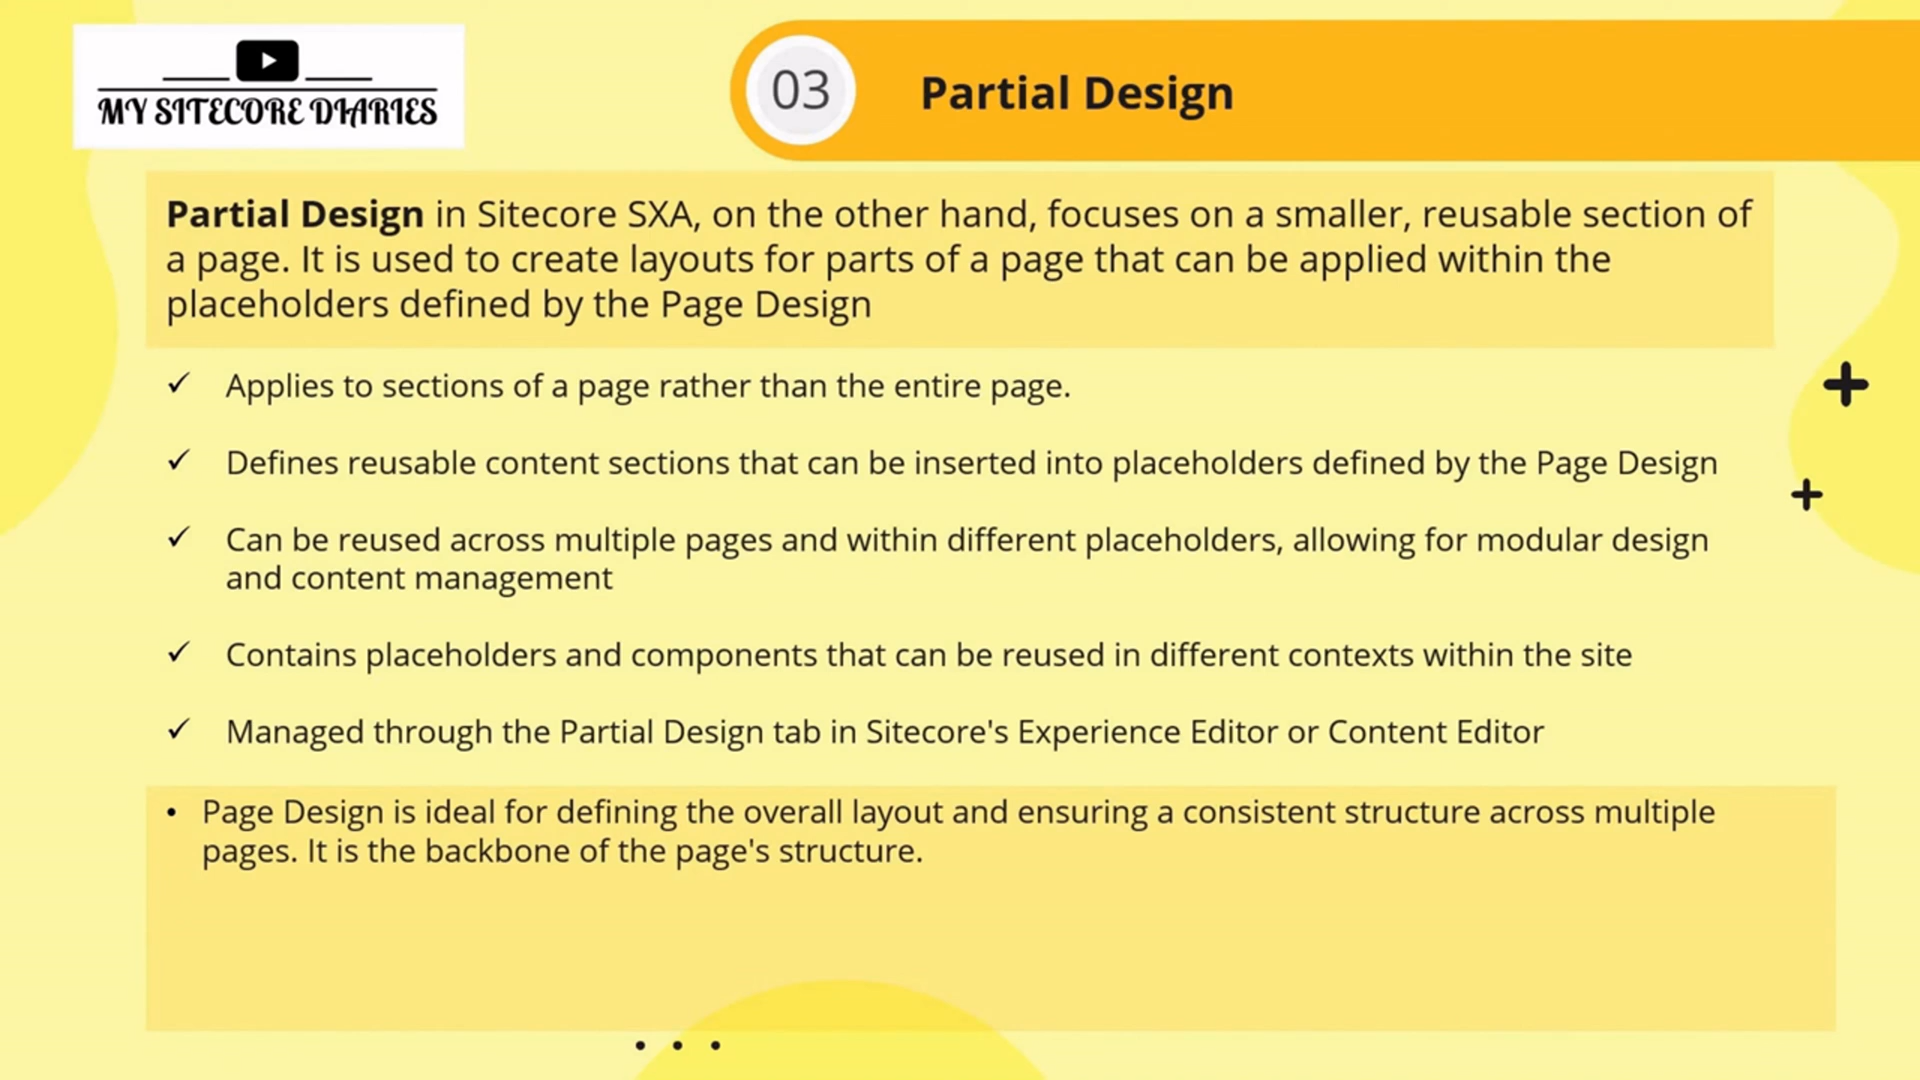 MY SITECORE DIARIES
03
Partial Design
Partial Design in Sitecore SXA, on the other hand, focuses on a smaller, reusable section of
a page. It is used to create layouts for parts of a page that can be applied within the
placeholders defined by the Page Design
✓ Applies to sections of a page rather than the entire page.
✓ Defines reusable content sections that can be inserted into placeholders defined by the Page Design
✓ Can be reused across multiple pages and within different placeholders, allowing for modular design
and content management
✓ Contains placeholders and components that can be reused in different contexts within the site
✓ Managed through the Partial Design tab in Sitecore's Experience Editor or Content Editor
• Page Design is ideal for defining the overall layout and ensuring a consistent structure across multiple
pages. It is the backbone of the page's structure.